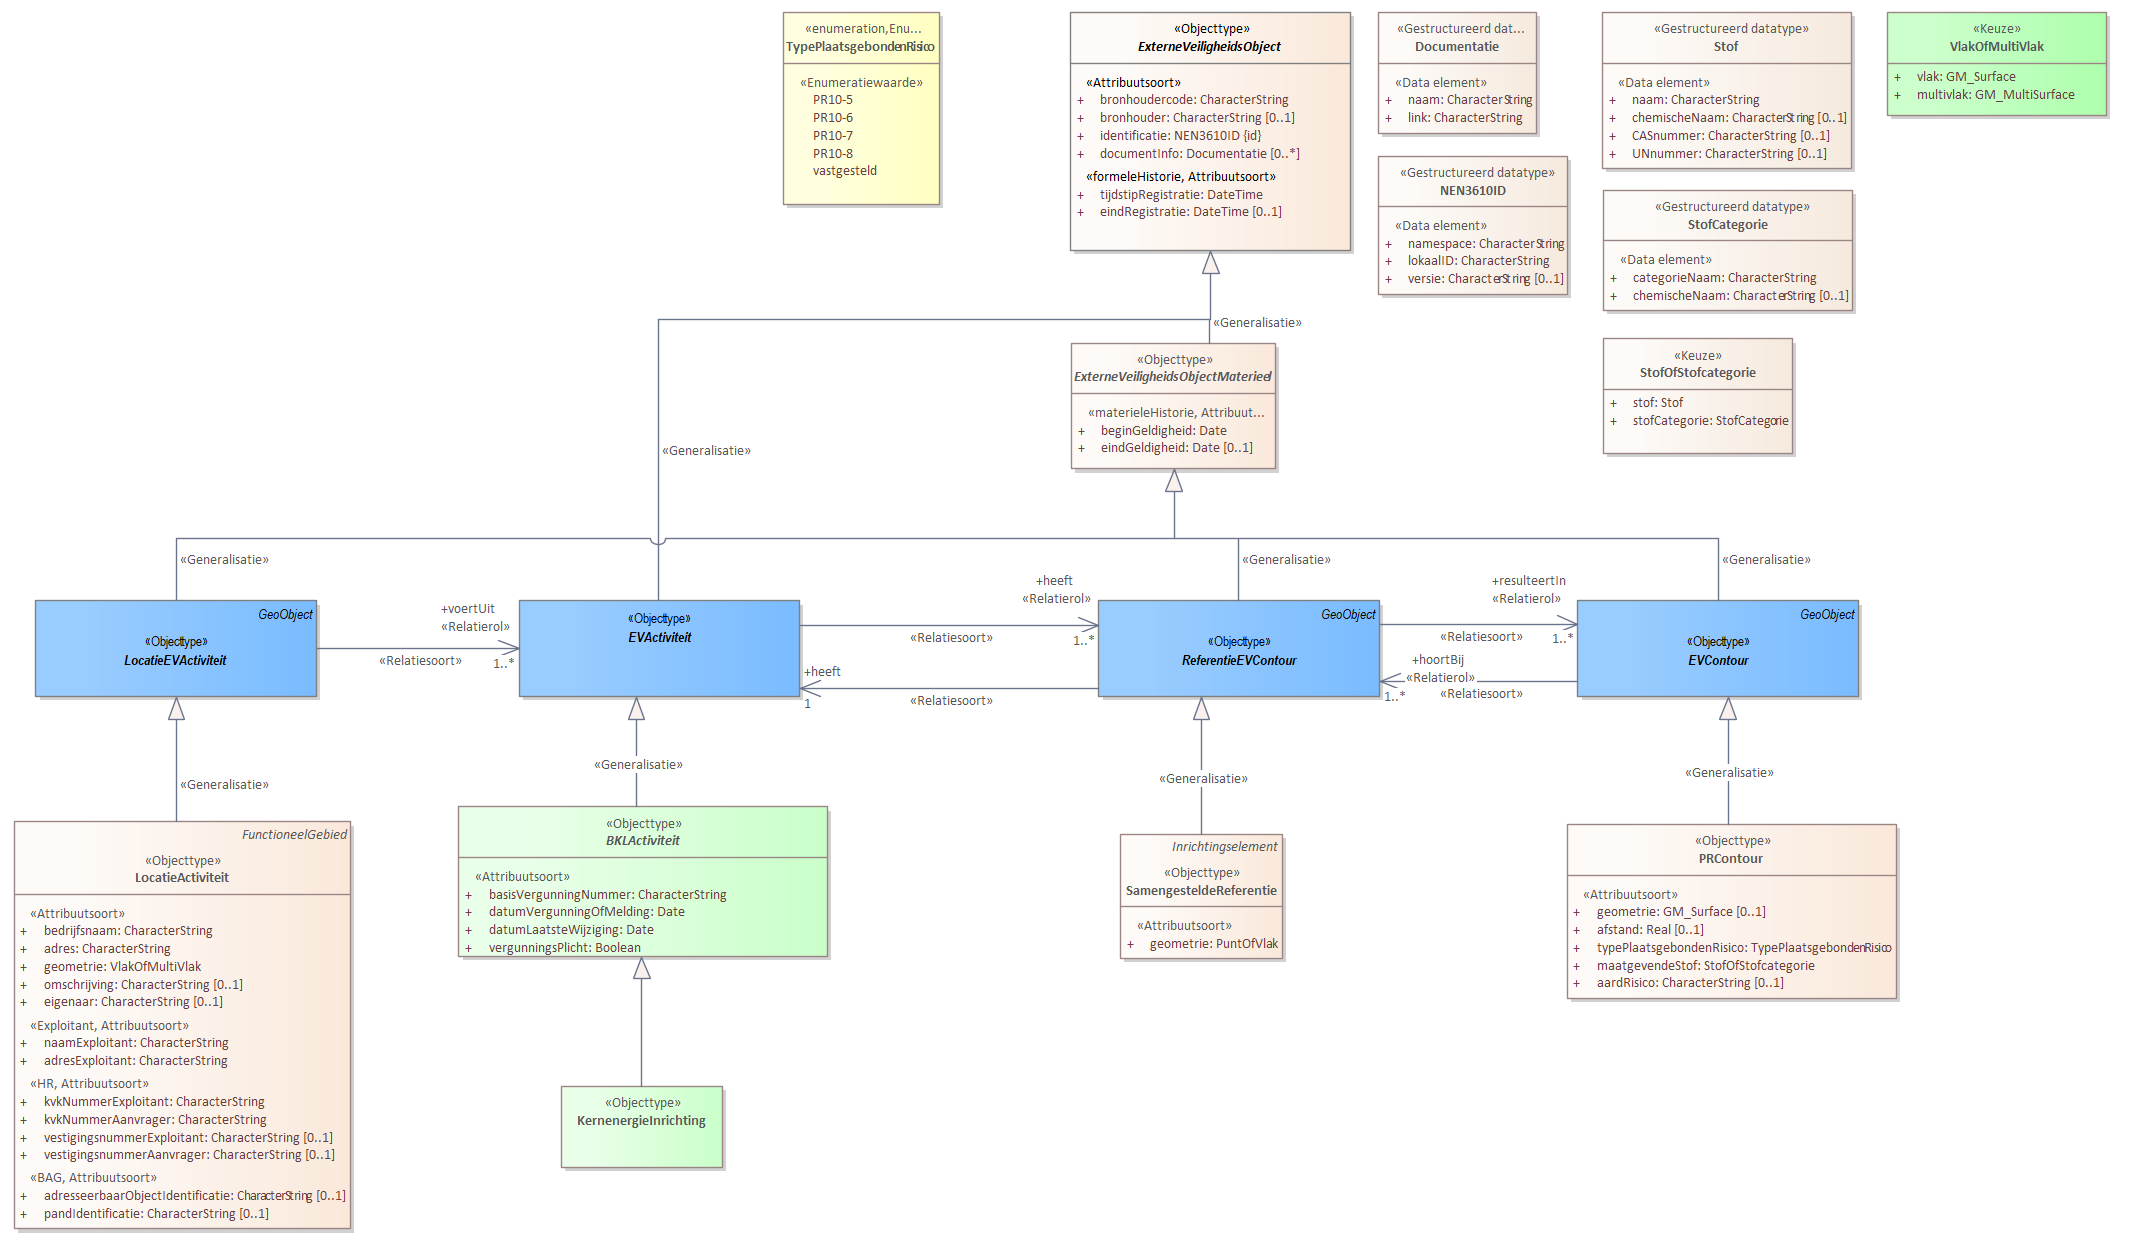 «enumeration,Enu...
TypePlaatsgebondenRisico
«Enumeratiewaarde»
PR10-5
PR10-6
PR10-7
PR10-8
vastgesteld
«Objecttype»
ExterneVeiligheidsObject
«Attribuutsoort»
+ bronhoudercode: CharacterString
+ bronhouder: CharacterString [0..1]
+ identificatie: NEN3610ID {id}
+ documentInfo: Documentatie [0..*]
«formeleHistorie, Attribuutsoort»
+ tijdstipRegistratie: DateTime
+ eindRegistratie: DateTime [0..1]
«Gestructureerd dat...
Documentatie
«Data element»
+ naam: CharacterString
+ link: CharacterString
«Gestructureerd datatype»
NEN3610ID
«Data element»
+ namespace: CharacterString
+ lokaalID: CharacterString
+ versie: CharacterString [0..1]
«Gestructureerd datatype»
Stof
«Data element»
+ naam: CharacterString
+ chemischeNaam: CharacterString [0..1]
+ CASnummer: CharacterString [0..1]
+ UNnummer: CharacterString [0..1]
«Gestructureerd datatype»
StofCategorie
«Data element»
+ categorieNaam: CharacterString
+ chemischeNaam: CharacterString [0..1]
«Keuze»
StofOfStofcategorie
+ stof: Stof
+ stofCategorie: StofCategorie
«Keuze»
VlakOfMultiVlak
+ vlak: GM_Surface
+ multivlak: GM_MultiSurface
«Generalisatie»
«Objecttype»
ExterneVeiligheidsObjectMaterieel
«materieleHistorie, Attribuut...
+ beginGeldigheid: Date
+ eindGeldigheid: Date [0..1]
«Generalisatie»
«Generalisatie»
«Generalisatie»
«Generalisatie»
GeoObject
«Objecttype»
LocatieEVActiviteit
+voertUit
«Relatierol»
«Relatiesoort»
1..*
«Objecttype»
EVActiviteit
+heeft
«Relatierol»
«Relatiesoort»
1..*
+heeft
1
«Relatiesoort»
GeoObject
«Objecttype»
ReferentieEVContour
+resulteertIn
«Relatierol»
«Relatiesoort»
1..*
+hoortBij
«Relatierol»
1..*
«Relatiesoort»
GeoObject
«Objecttype»
EVContour
«Generalisatie»
«Generalisatie»
«Generalisatie»
«Generalisatie»
FunctioneelGebied
«Objecttype»
LocatieActiviteit
«Attribuutsoort»
+ bedrijfsnaam: CharacterString
+ adres: CharacterString
+ geometrie: VlakOfMultiVlak
+ omschrijving: CharacterString [0..1]
+ eigenaar: CharacterString [0..1]
«Exploitant, Attribuutsoort»
+ naamExploitant: CharacterString
+ adresExploitant: CharacterString
«HR, Attribuutsoort»
+ kvkNummerExploitant: CharacterString
+ kvkNummerAanvrager: CharacterString
+ vestigingsnummerExploitant: CharacterString [0..1]
+ vestigingsnummerAanvrager: CharacterString [0..1]
«BAG, Attribuutsoort»
+ adresseerbaarObjectIdentificatie: CharacterString [0..1]
+ pandIdentificatie: CharacterString [0..1]
«Objecttype»
BKLActiviteit
«Attribuutsoort»
+ basisVergunningNummer: CharacterString
+ datumVergunningOfMelding: Date
+ datumLaatsteWijziging: Date
+ vergunningsPlicht: Boolean
«Objecttype»
KernenergieInrichting
Inrichtingselement
«Objecttype»
SamengesteldeReferentie
«Attribuutsoort»
+ geometrie: PuntOfVlak
«Objecttype»
PRContour
«Attribuutsoort»
+ geometrie: GM_Surface [0..1]
+ afstand: Real [0..1]
+ typePlaatsgebondenRisico: TypePlaatsgebondenRisico
+ maatgevendeStof: StofOfStofcategorie
+ aardRisico: CharacterString [0..1]